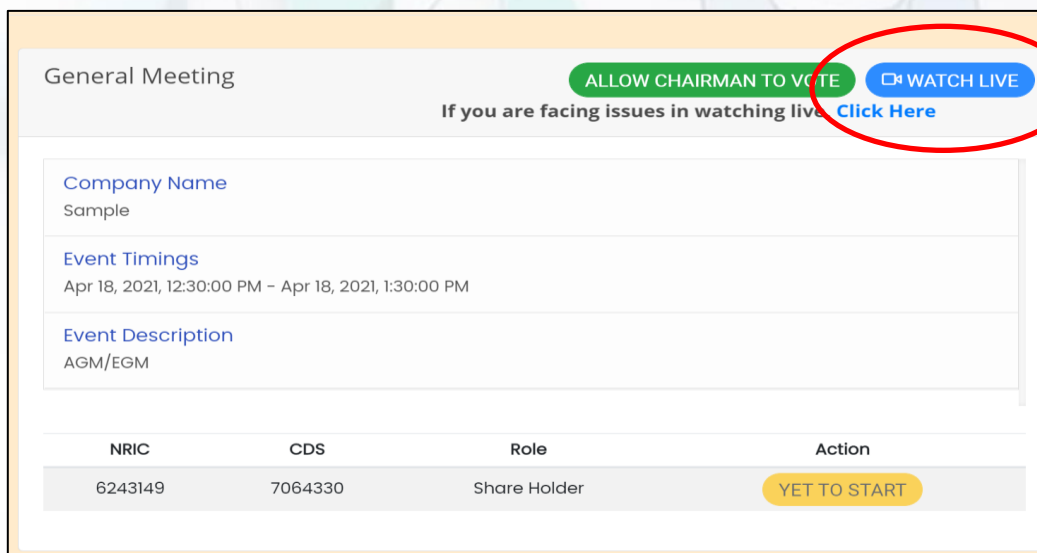 General Meeting
ALLOW CHAIRMAN TO VOTE
WATCH LIVE
If you are facing issues in watching live Click Here
Company Name
Sample
Event Timings
Apr 18, 2021, 12:30:00 PM - Apr 18, 2021, 1:30:00 PM
Event Description
AGM/EGM
NRIC CDS Role Action
6243149 7064330 Share Holder YET TO START